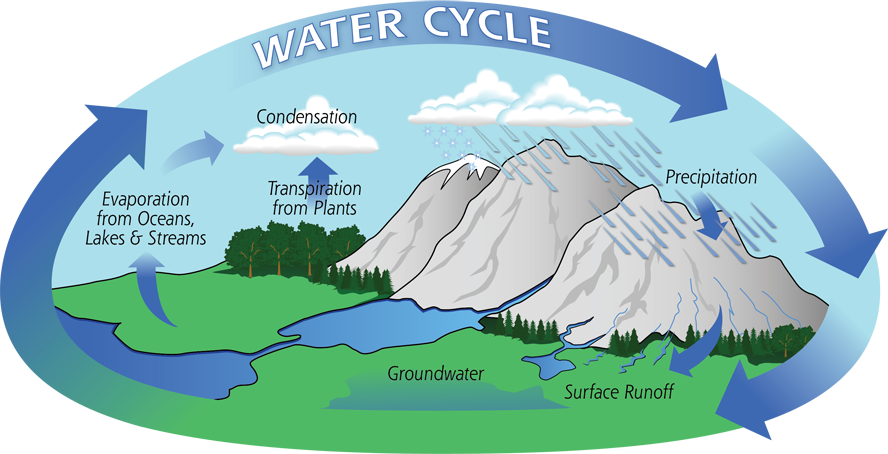 WATER CYCLE
Condensation
Precipitation
Transpiration
from Plants
Evaporation
from Oceans,
Lakes & Streams
Groundwater
Surface Runoff